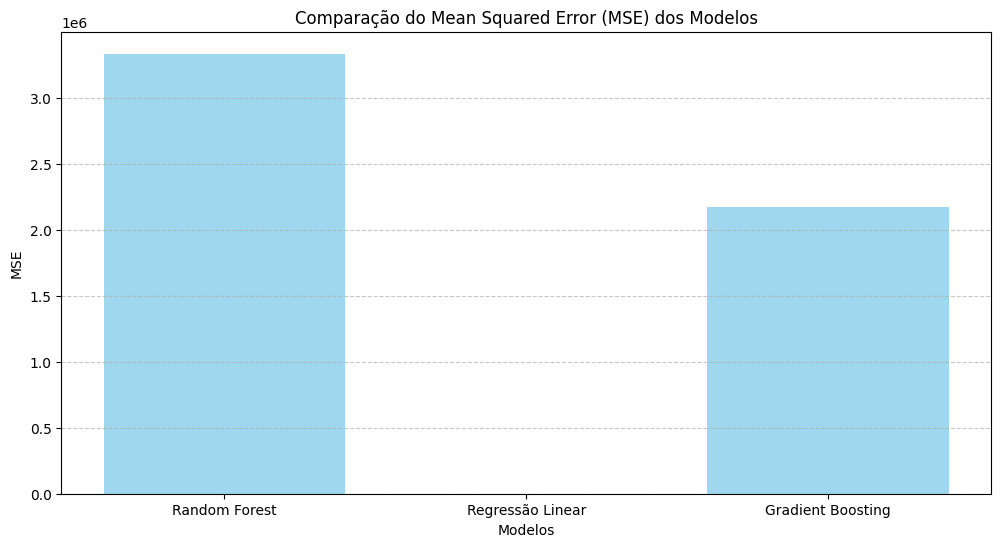 Comparação do Mean Squared Error (MSE) dos Modelos
1e6
3.0
2.5
2.0
1.5
1.0
0.5
0.0
MSE
Random Forest Regressão Linear Gradient Boosting
Modelos